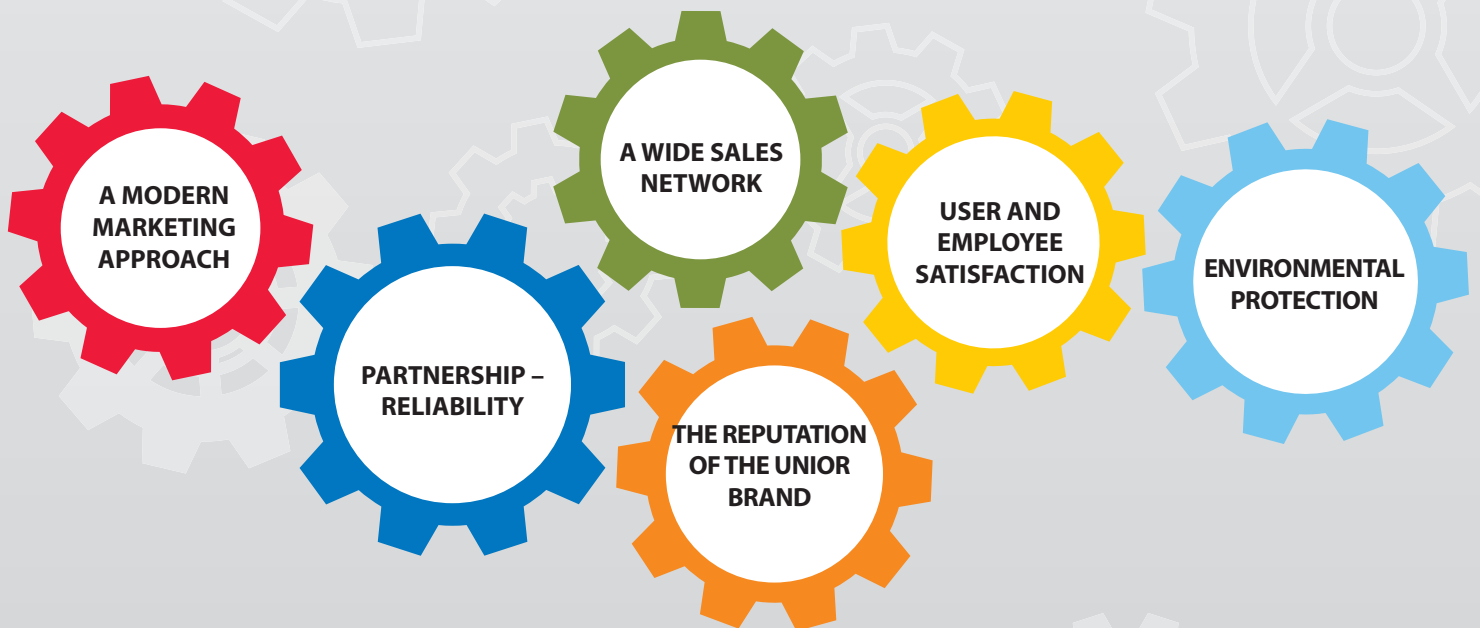 A MODERN
MARKETING
APPROACH
PARTNERSHIP –
RELIABILITY
A WIDE SALES
NETWORK
THE REPUTATION
OF THE UNIOR
BRAND
USER AND
EMPLOYEE
SATISFACTION
ENVIRONMENTAL
PROTECTION